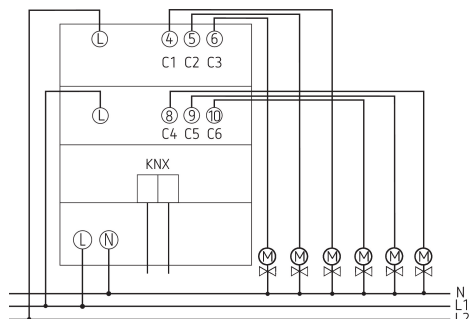 L 4 5 6
C1 C2 C3
L 8 9 10
C4 C5 C6
KNX
L N
M M M M M M
N
L1
L2